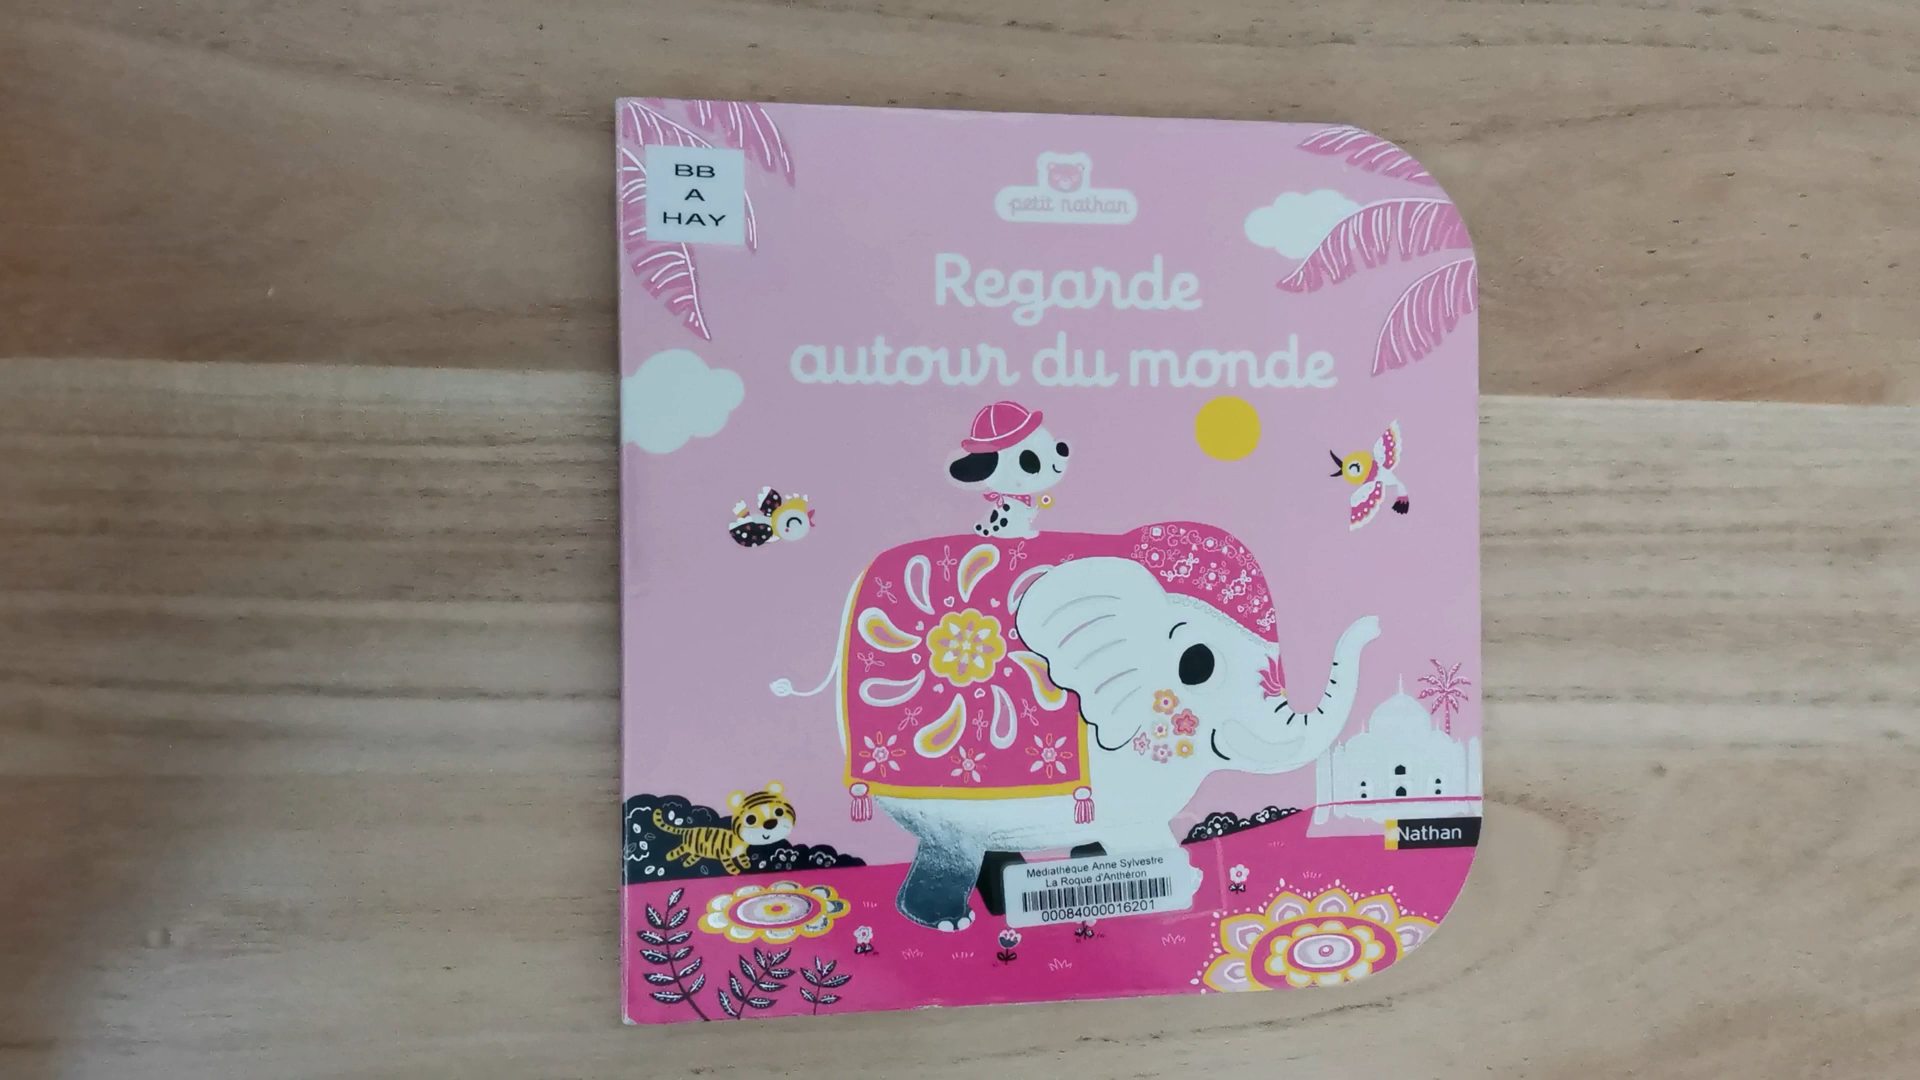 BB
A
HAY
petit nathan
Regarde
autour du monde
Nathan
Médiathèque Anne Sylvestre
La Roque d'Anthéron
00084000016201